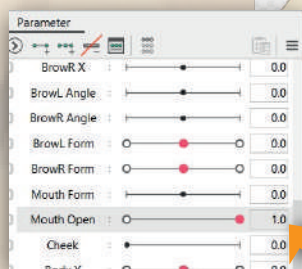 Parameter
BrowR X 0.0
BrowL Angle 0.0
BrowR Angle 0.0
BrowL Form 0.0
BrowR Form 0.0
Mouth Form 0.0
Mouth Open 1.0
Cheek 0.0
Body X 0.0